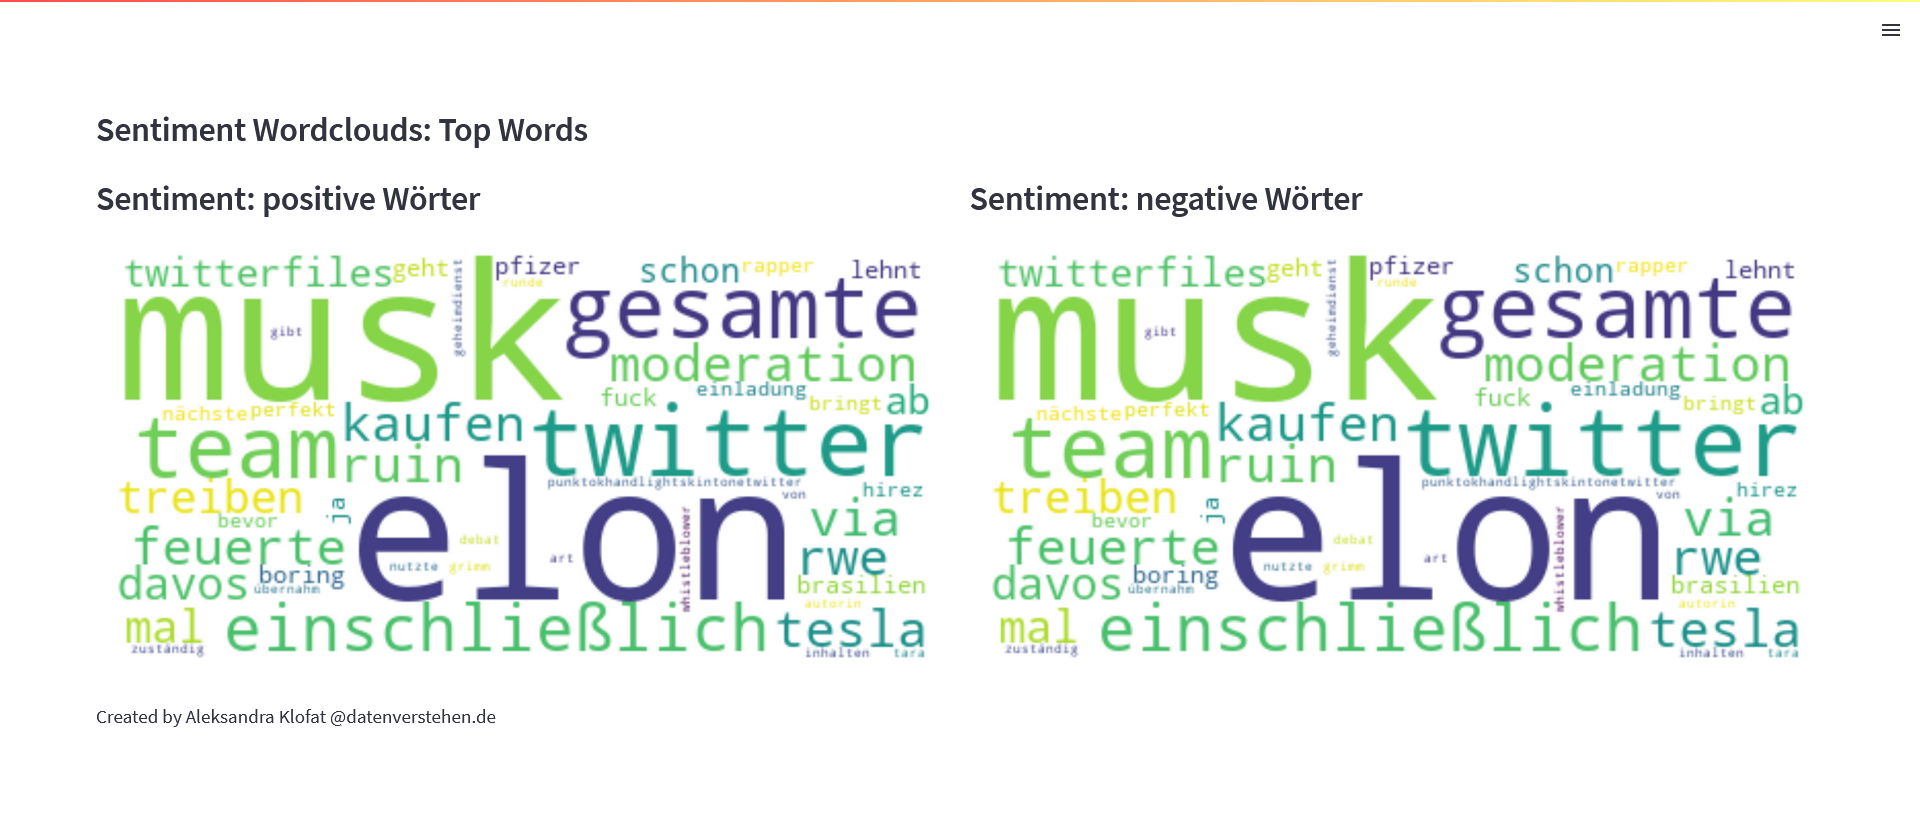 Sentiment Wordclouds: Top Words
Sentiment: positive Wörter
twitterfiles geht geheimdienst pfizer runde schon rapper lehnt
musk gibt gesamte
moderation
fuck einladung bringt ab
nächste perfekt kaufen twitter
team ruin
treiben elon punktokhandlightskintonetwitter von hirez
bevor ja via
feuerte debat art whistleblower rwe
davos boring nutzte grimm brasilien
übernahm autorin
mal einschließlich tesla
zuständig inhalten tara
Sentiment: negative Wörter
twitterfiles geht geheimdienst pfizer runde schon rapper lehnt
musk gibt gesamte
moderation
fuck einladung bringt ab
nächste perfekt kaufen twitter
team ruin
treiben elon punktokhandlightskintonetwitter von hirez
bevor ja via
feuerte debat art whistleblower rwe
davos boring nutzte grimm brasilien
übernahm autorin
mal einschließlich tesla
zuständig inhalten tara
Created by Aleksandra Klofat @datenverstehen.de